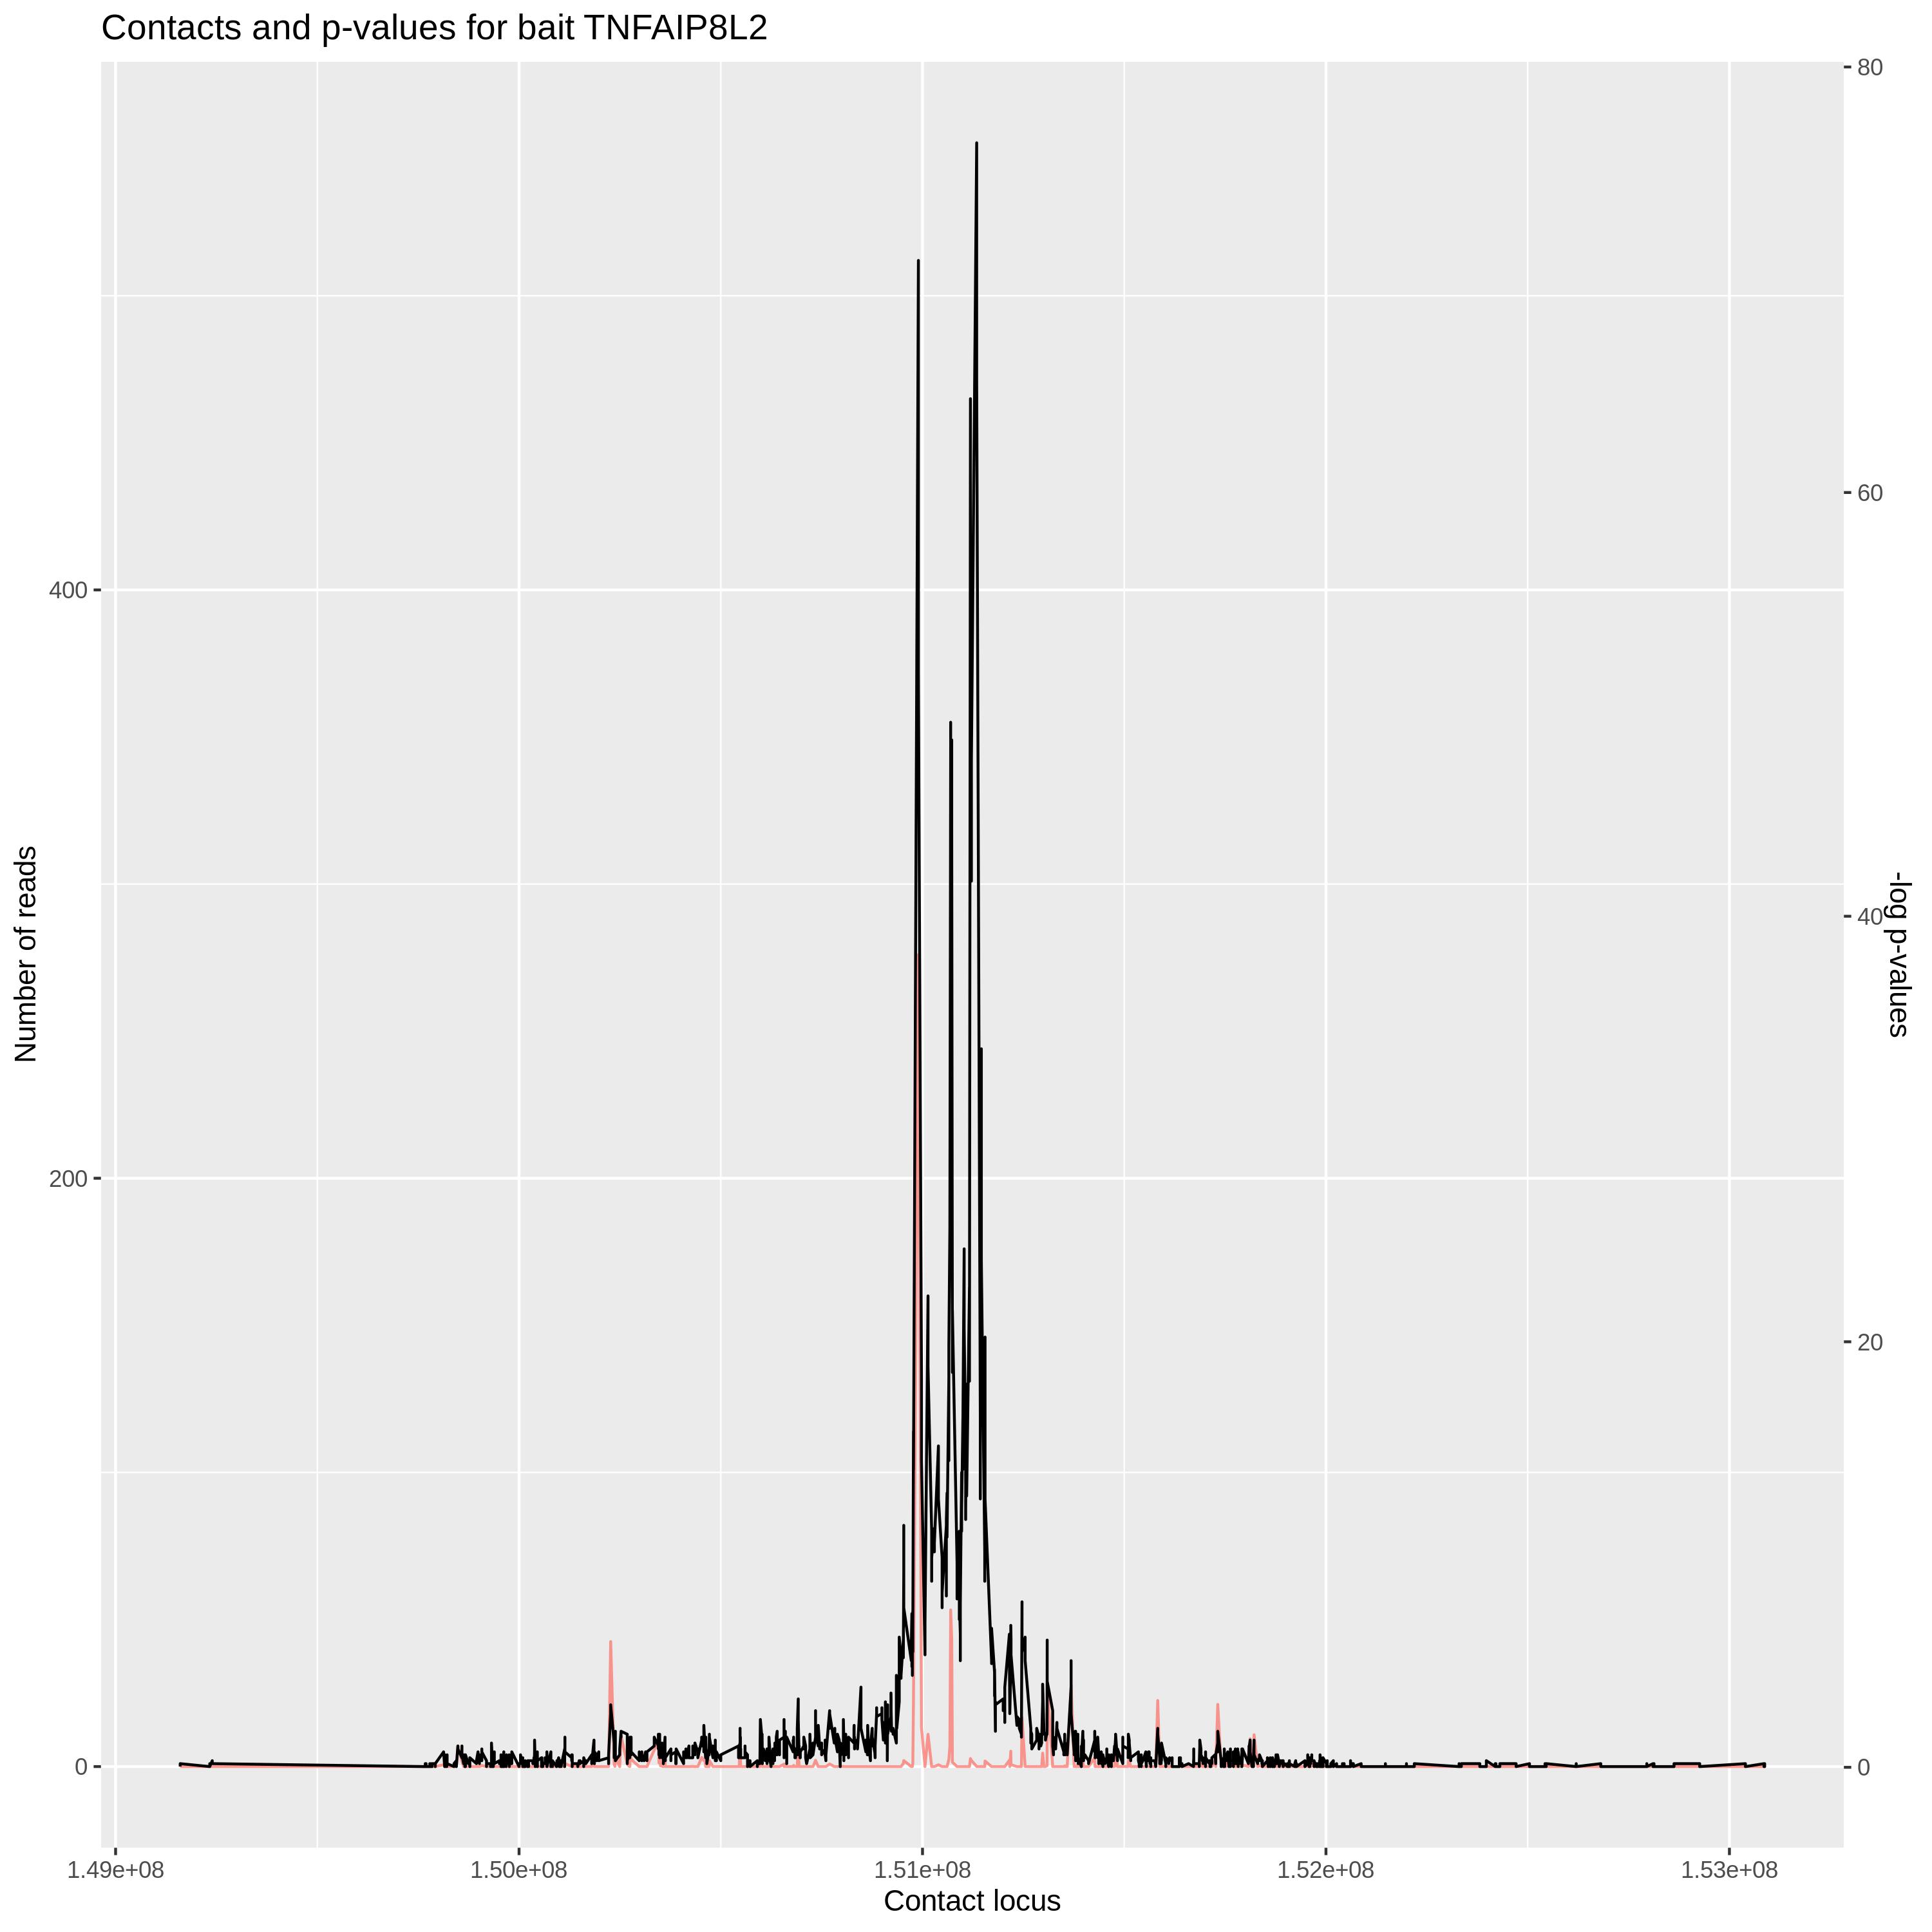 Contacts and p-values for bait TNFAIP8L2
80
60
400
40
Number of reads
-log p-values
200
20
0
0
1.49e+08
1.50e+08
1.51e+08
1.52e+08
1.53e+08
Contact locus